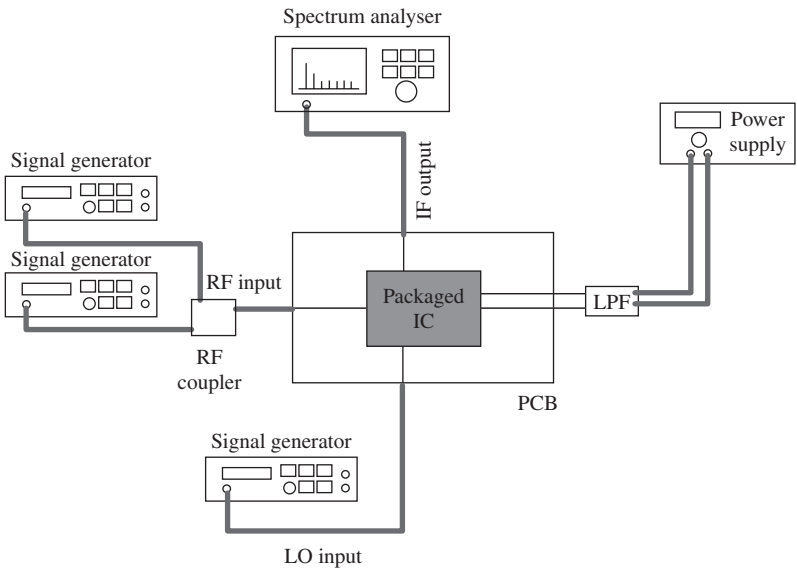 Spectrum analyser
Power
supply
Signal generator
IF output
Signal generator
RF input
Packaged
IC
LPF
RF
coupler
PCB
Signal generator
LO input